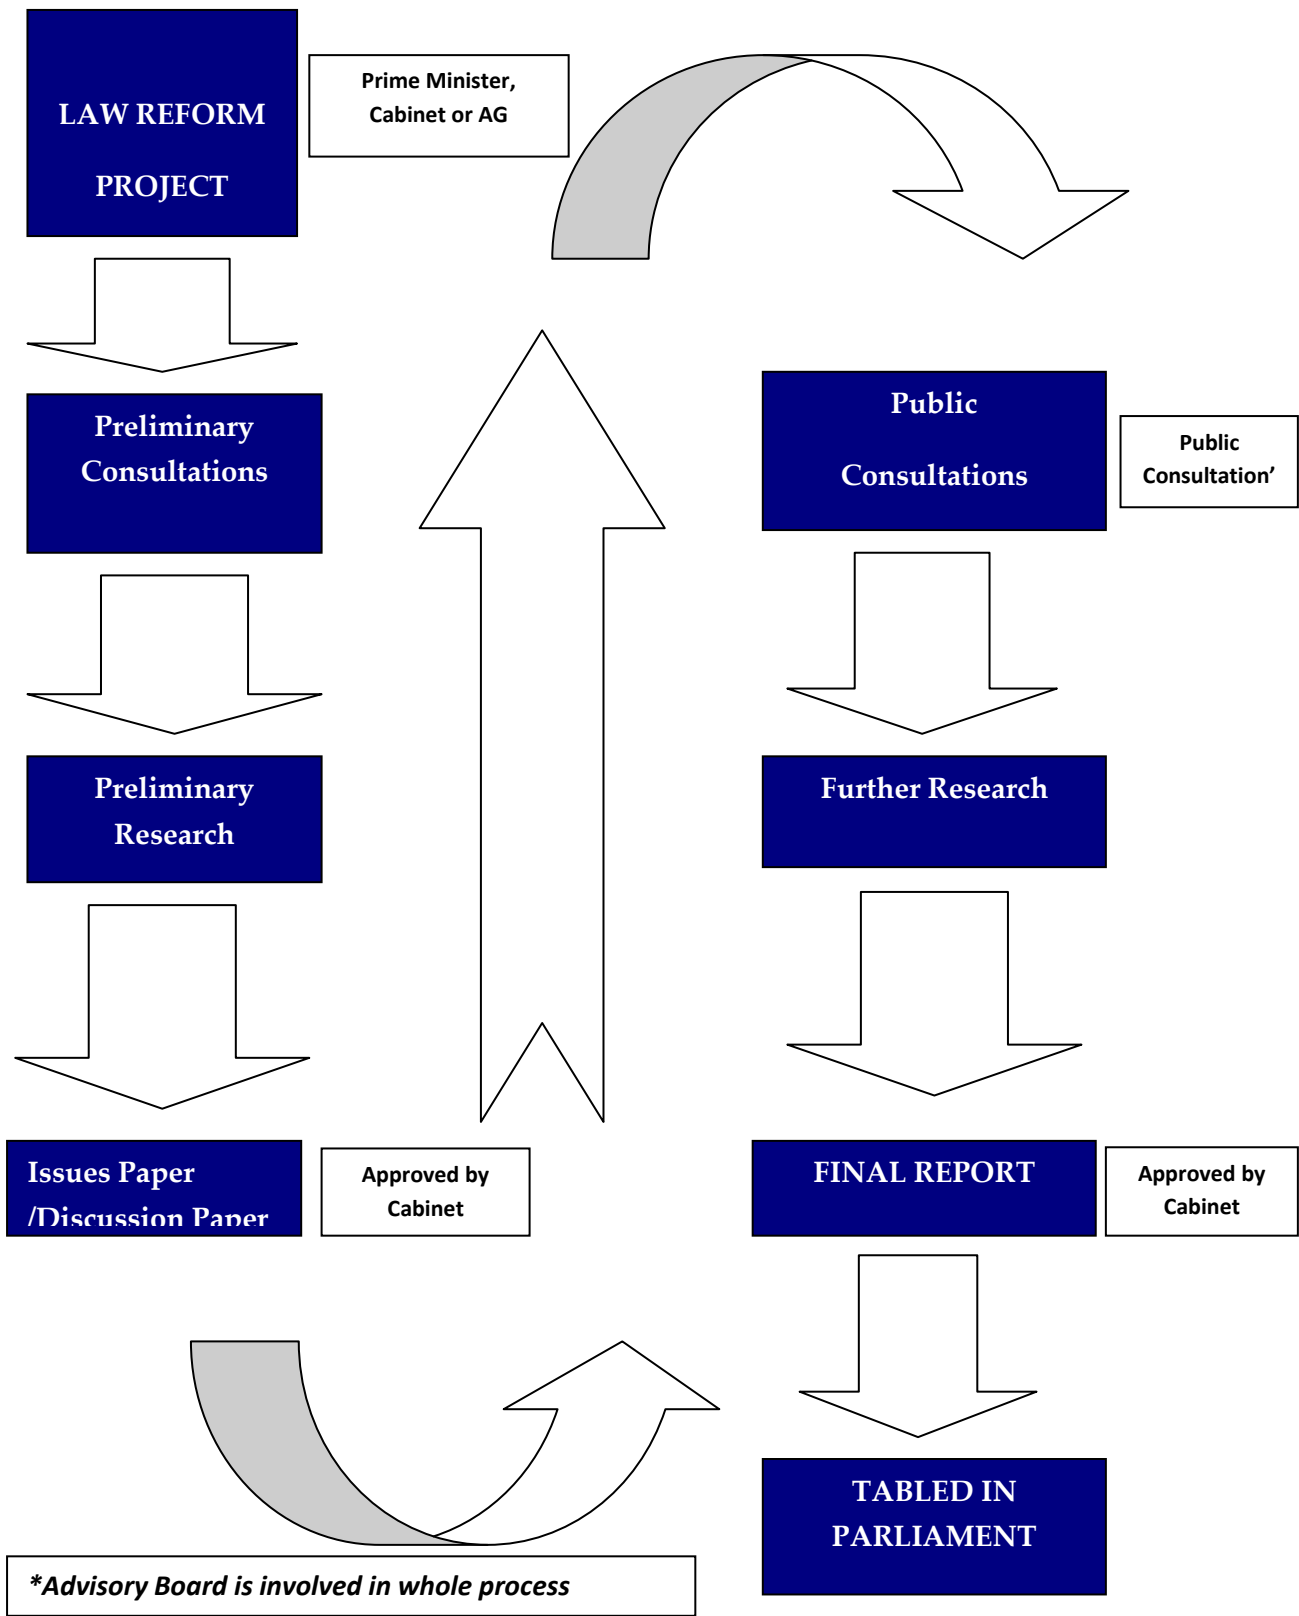 LAW REFORM
PROJECT
Prime Minister,
Cabinet or AG
Preliminary
Consultations
Preliminary
Research
Issues Paper
/Discussion Paper
Approved by
Cabinet
Public
Consultations
Public
Consultation’
Further Research
FINAL REPORT
Approved by
Cabinet
TABLED IN
PARLIAMENT
*Advisory Board is involved in whole process